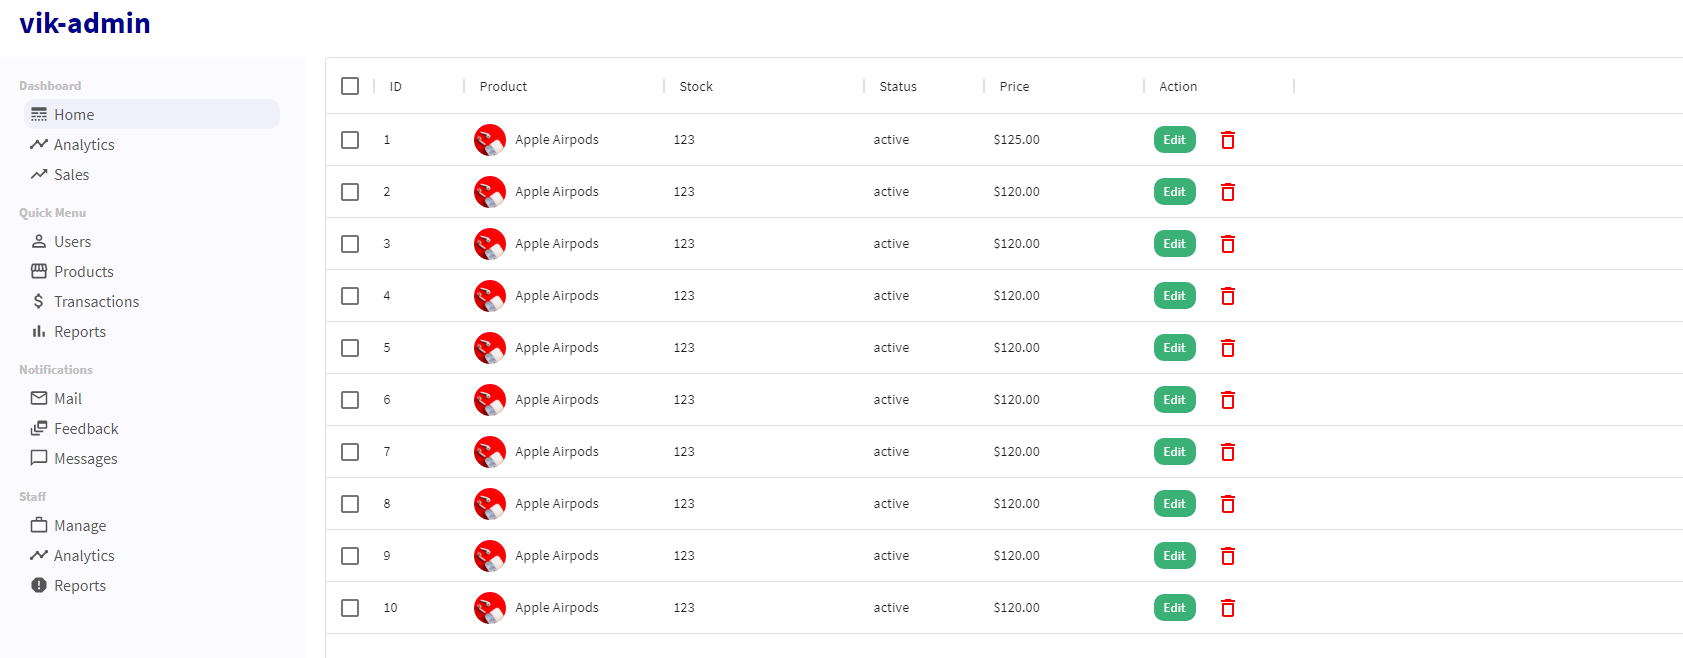 vik-admin
Dashboard
Home
Analytics
Sales
Quick Menu
Users
Products
Transactions
Reports
Notifications
Mail
Feedback
Messages
Staff
Manage
Analytics
Reports
ID Product Stock Status Price Action
1 Apple Airpods 123 active $125.00 Edit
2 Apple Airpods 123 active $120.00 Edit
3 Apple Airpods 123 active $120.00 Edit
4 Apple Airpods 123 active $120.00 Edit
5 Apple Airpods 123 active $120.00 Edit
6 Apple Airpods 123 active $120.00 Edit
7 Apple Airpods 123 active $120.00 Edit
8 Apple Airpods 123 active $120.00 Edit
9 Apple Airpods 123 active $120.00 Edit
10 Apple Airpods 123 active $120.00 Edit